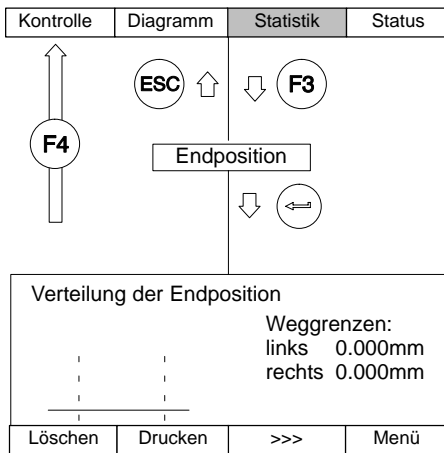 Kontrolle Diagramm Statistik Status
ESC F3
F4
Endposition
Verteilung der Endposition
Weggrenzen:
links 0.000mm
rechts 0.000mm
Löschen Drucken >>> Menü